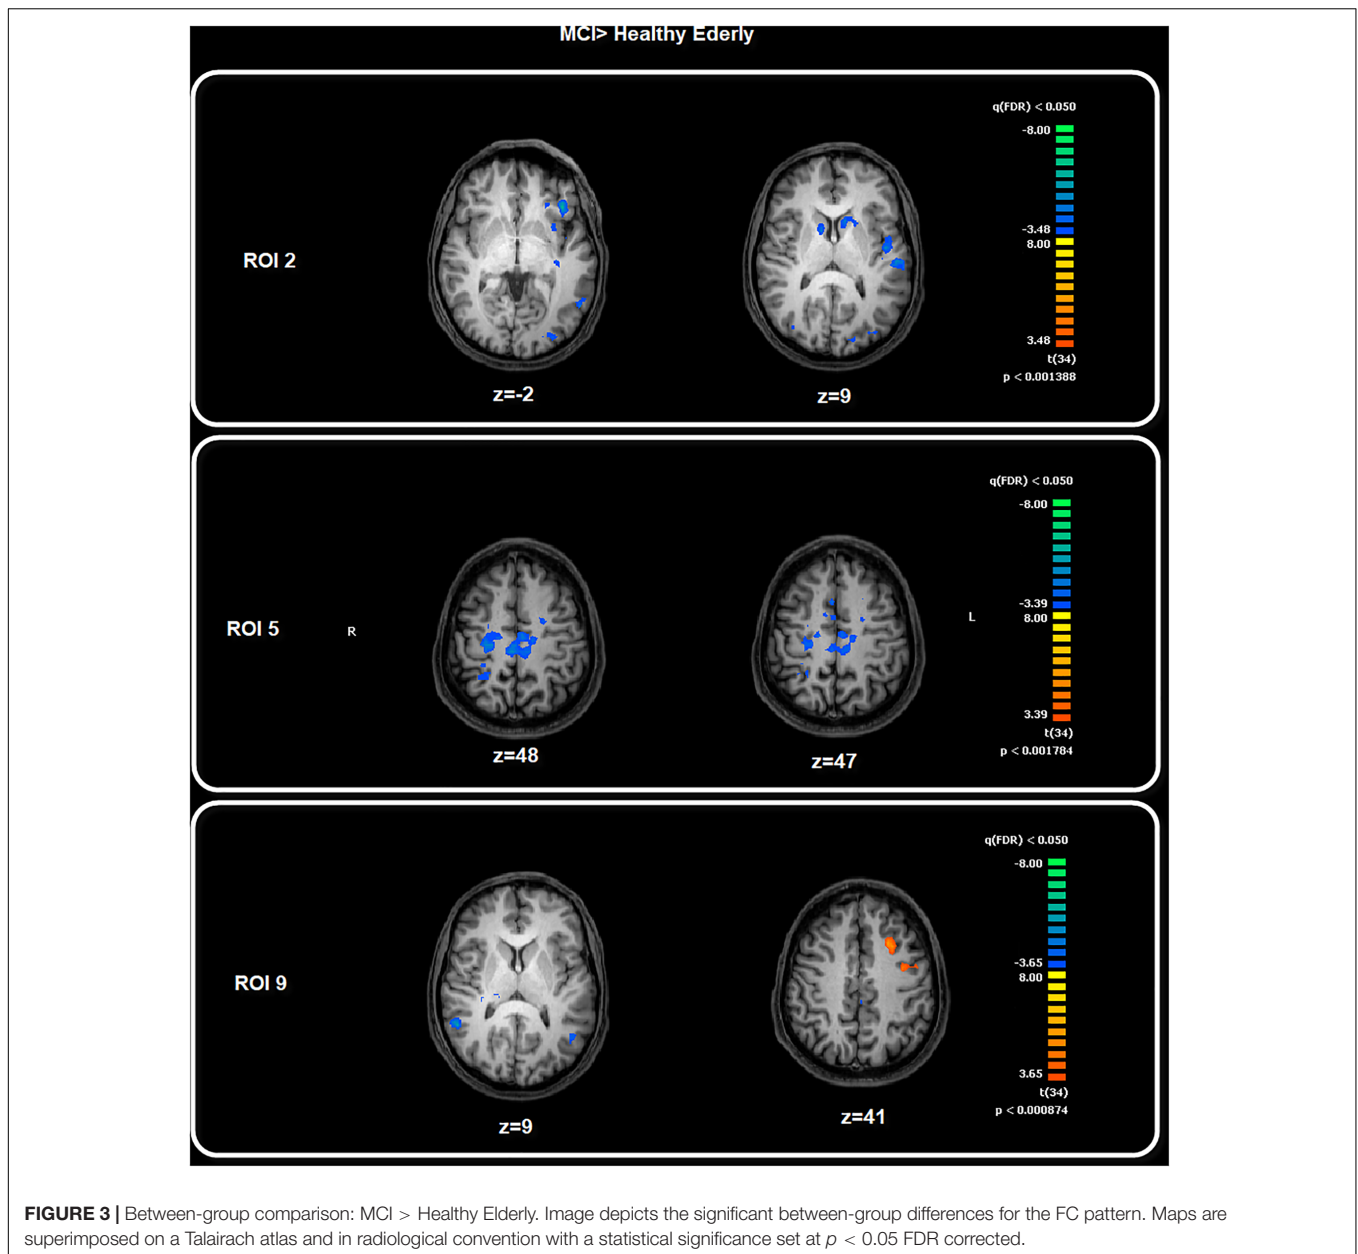 MCI> Healthy Ederly
q(FDR) < 0.050
-8.00
-3.48
8.00
ROI 2
3.48
t(34)
p < 0.001388
z=-2
z=9
q(FDR) < 0.050
-8.00
-3.39
8.00
ROI 5
R
L
3.39
t(34)
p < 0.001784
z=48
z=47
q(FDR) < 0.050
-8.00
-3.65
8.00
ROI 9
3.65
t(34)
p < 0.000874
z=9
z=41
FIGURE 3 | Between-group comparison: MCI > Healthy Elderly. Image depicts the significant between-group differences for the FC pattern. Maps are
superimposed on a Talairach atlas and in radiological convention with a statistical significance set at p < 0.05 FDR corrected.